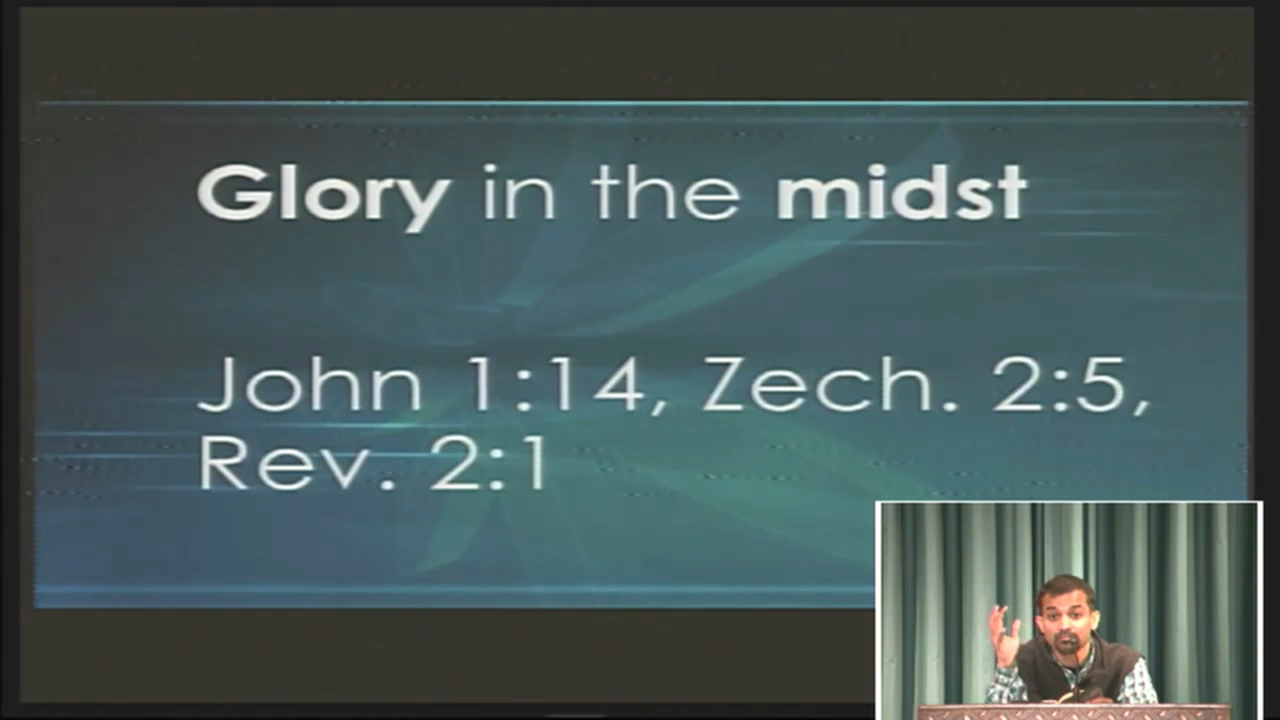 Glory in the midst
John 1:14, Zech. 2:5,
Rev. 2:1